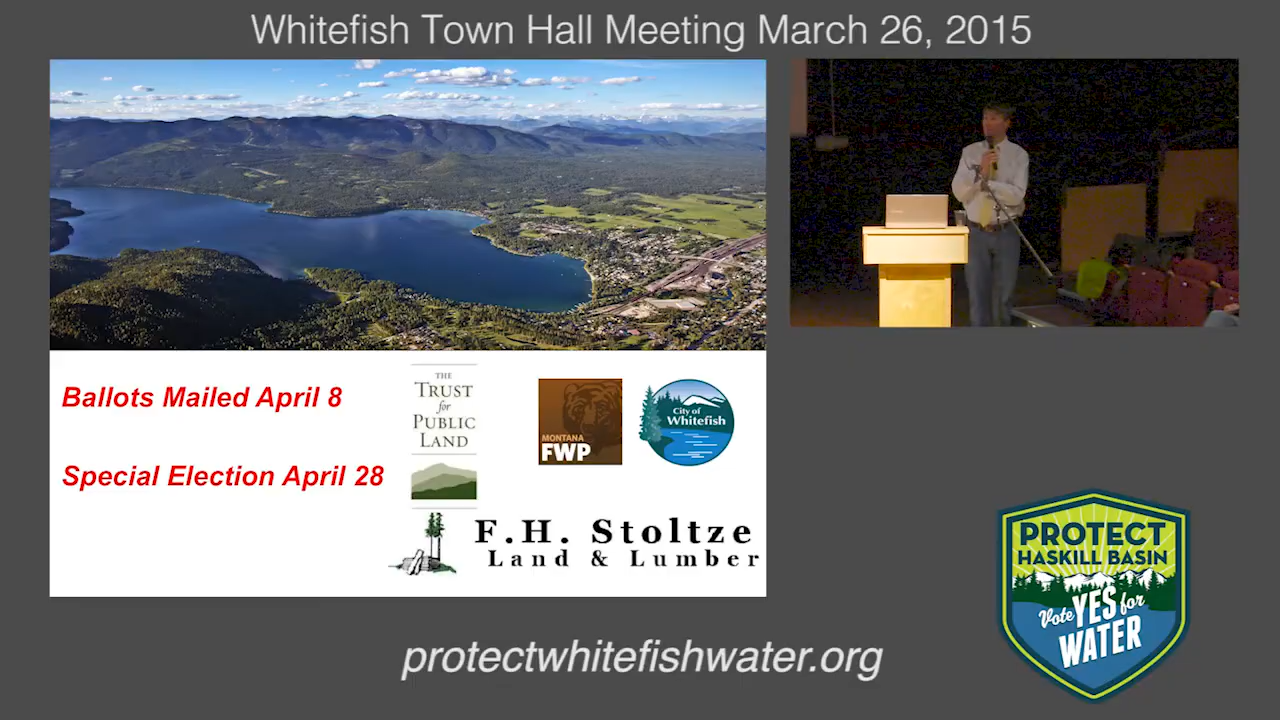 Whitefish Town Hall Meeting March 26, 2015
Ballots Mailed April 8
Special Election April 28
THE
TRUST
for
PUBLIC
LAND
MONTANA
FWP
City of
Whitefish
F.H. Stoltze
Land & Lumber
PROTECT
HASKILL BASIN
Vote YES for
WATER
protectwhitefishwater.org